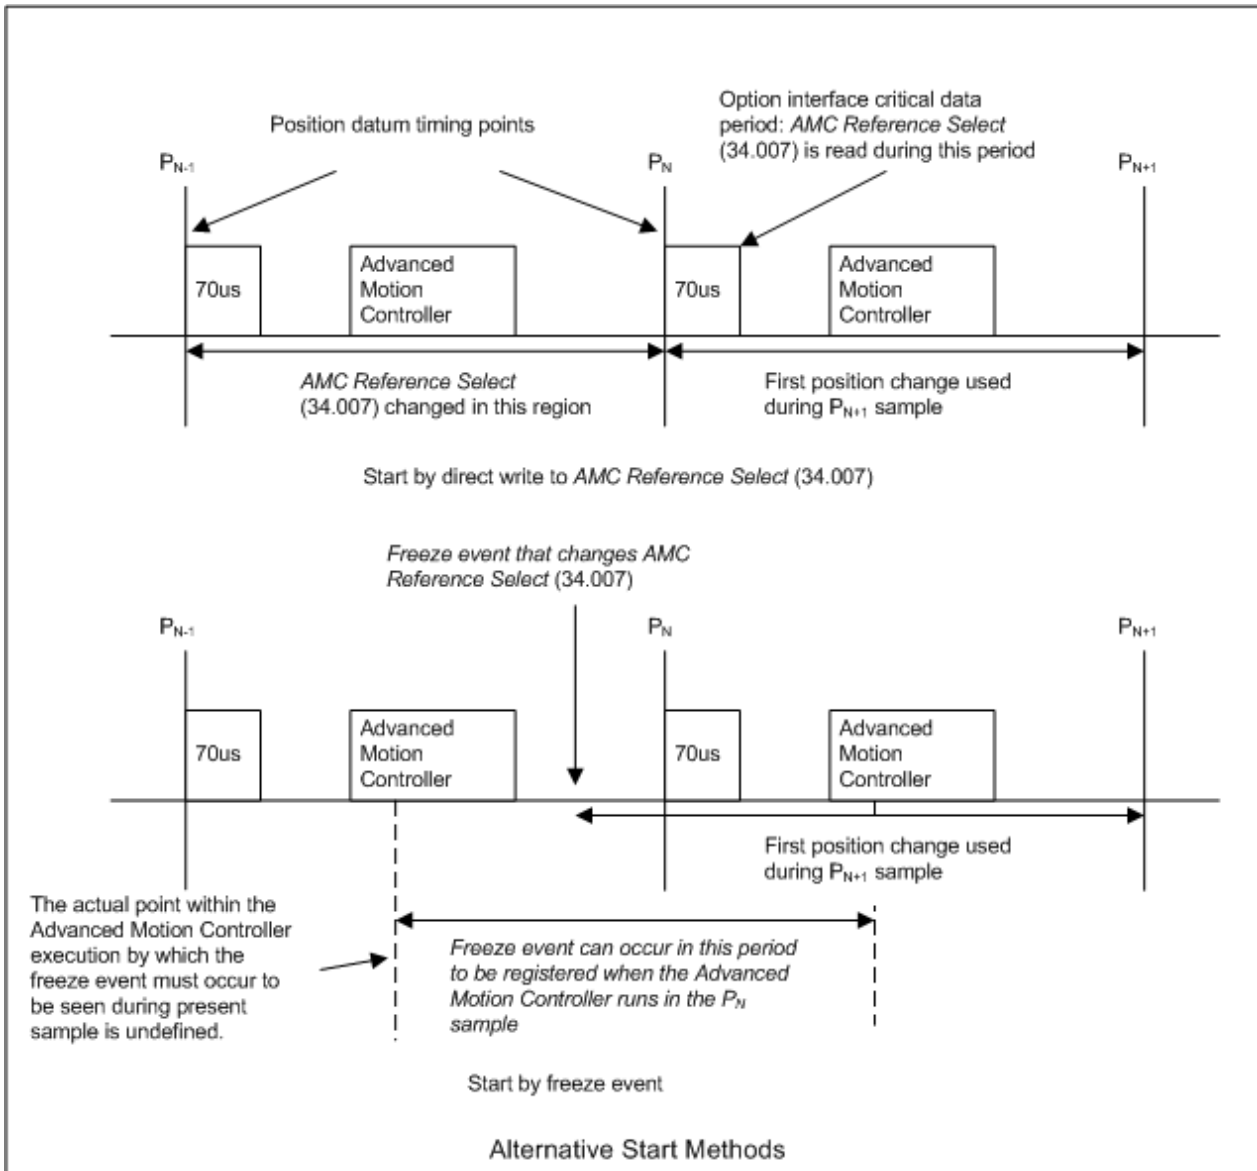 Option interface critical data
period: AMC Reference Select
(34.007) is read during this period
Position datum timing points
PN-1
PN
PN+1
70us
Advanced
Motion
Controller
70us
Advanced
Motion
Controller
AMC Reference Select
(34.007) changed in this region
First position change used
during PN+1 sample
Start by direct write to AMC Reference Select (34.007)
Freeze event that changes AMC
Reference Select (34.007)
PN-1
PN
PN+1
70us
Advanced
Motion
Controller
70us
Advanced
Motion
Controller
First position change used
during PN+1 sample
The actual point within the
Advanced Motion Controller
execution by which the
freeze event must occur to
be seen during present
sample is undefined.
Freeze event can occur in this period
to be registered when the Advanced
Motion Controller runs in the PN
sample
Start by freeze event
Alternative Start Methods